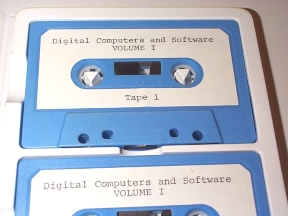 Digital Computers and Software
VOLUME I
Tape 1
Digital Computers and Software
VOLUME I